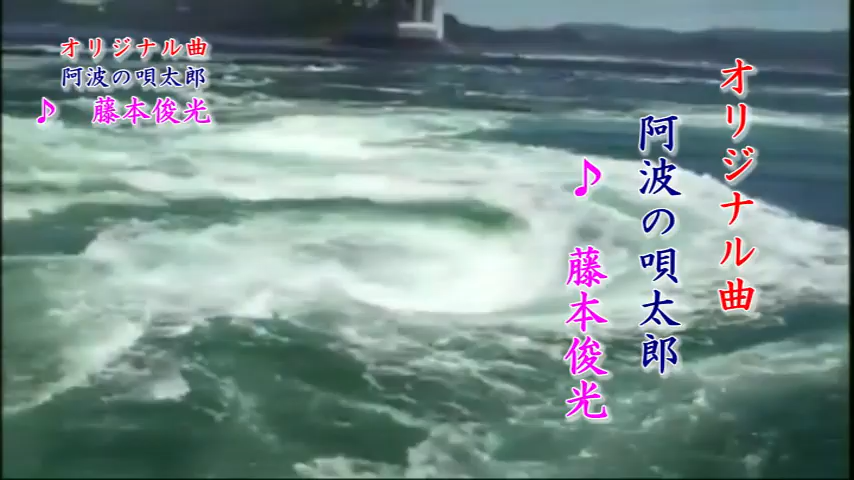 オリジナル曲
阿波の唄太郎
♪　藤本俊光
オリジナル曲
阿波の唄太郎
♪　藤本俊光